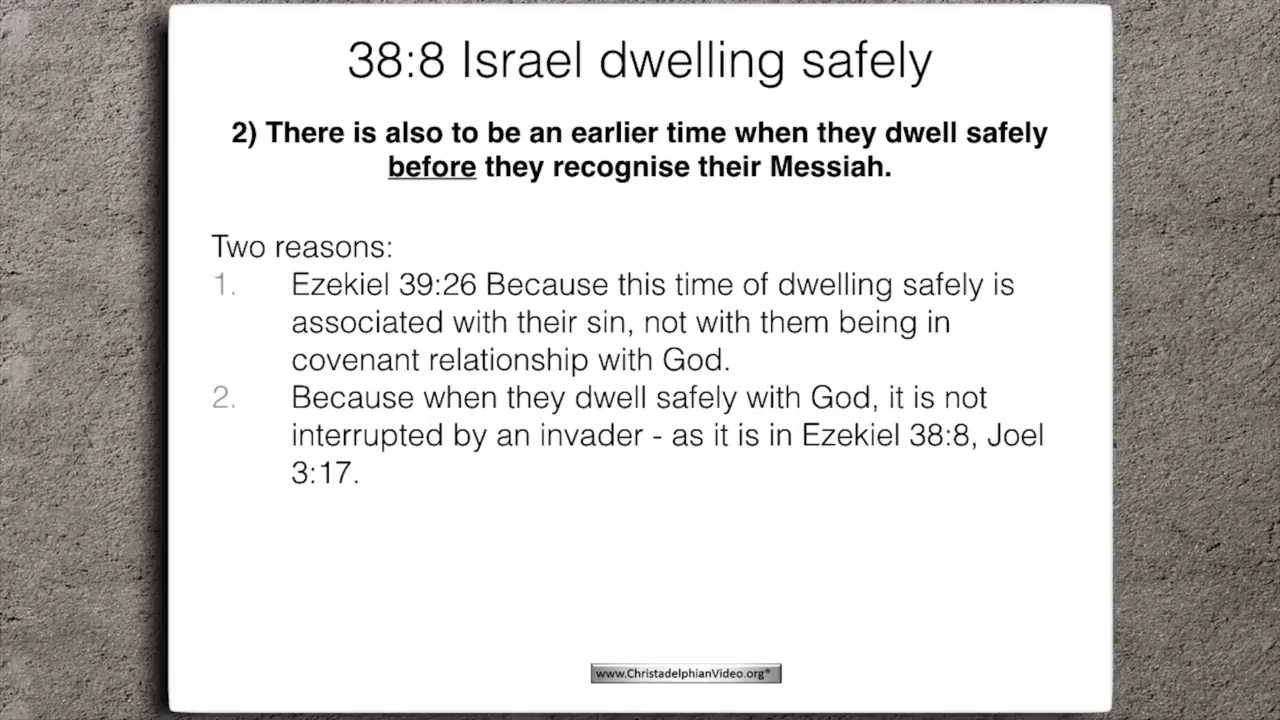 38:8 Israel dwelling safely
2) There is also to be an earlier time when they dwell safely
before they recognise their Messiah.
Two reasons:
1. Ezekiel 39:26 Because this time of dwelling safely is
associated with their sin, not with them being in
covenant relationship with God.
2. Because when they dwell safely with God, it is not
interrupted by an invader - as it is in Ezekiel 38:8, Joel
3:17.
www.ChristadelphianVideo.org®